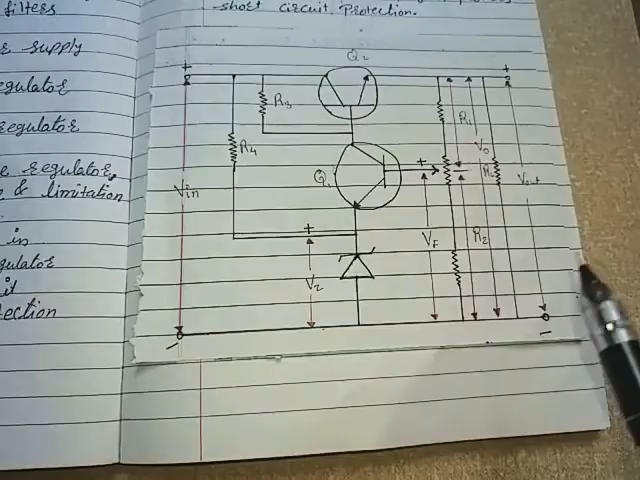 filters
-short circuit Protection.
supply
egulator
regulator
regulator,
& limitation
in
gulator
it
ection
Q2
+
+
R3
R1
R4
Vo
Q1
+
RL
Vin
Vout
+
VF
R2
VZ
-
-